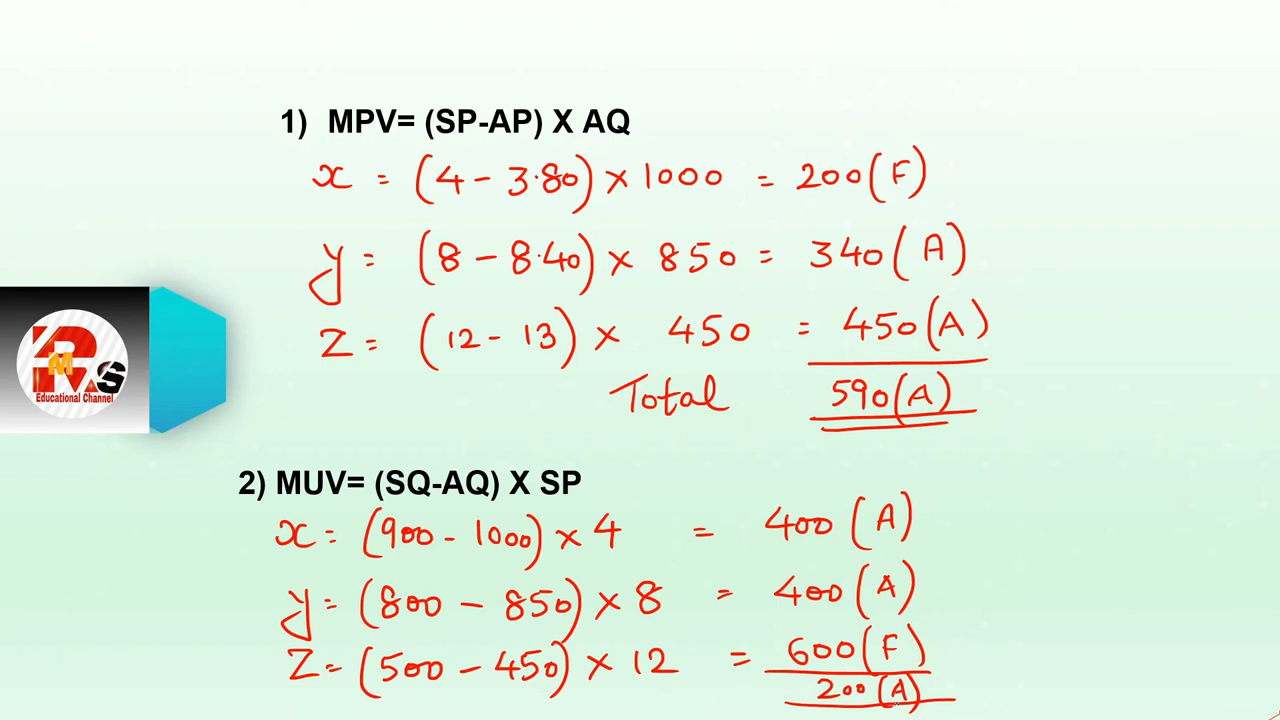 1) MPV= (SP-AP) X AQ
x = (4 - 3.80) × 1000 = 200 (F)
y = (8 - 8.40) × 850 = 340 (A)
Z = (12 - 13) × 450 = 450 (A)
Total 590 (A)
M S
Educational Channel
2) MUV= (SQ-AQ) X SP
x = (900 - 1000) × 4 = 400 (A)
y = (800 - 850) × 8 = 400 (A)
Z = (500 - 450) × 12 = 600 (F)
200 (A)